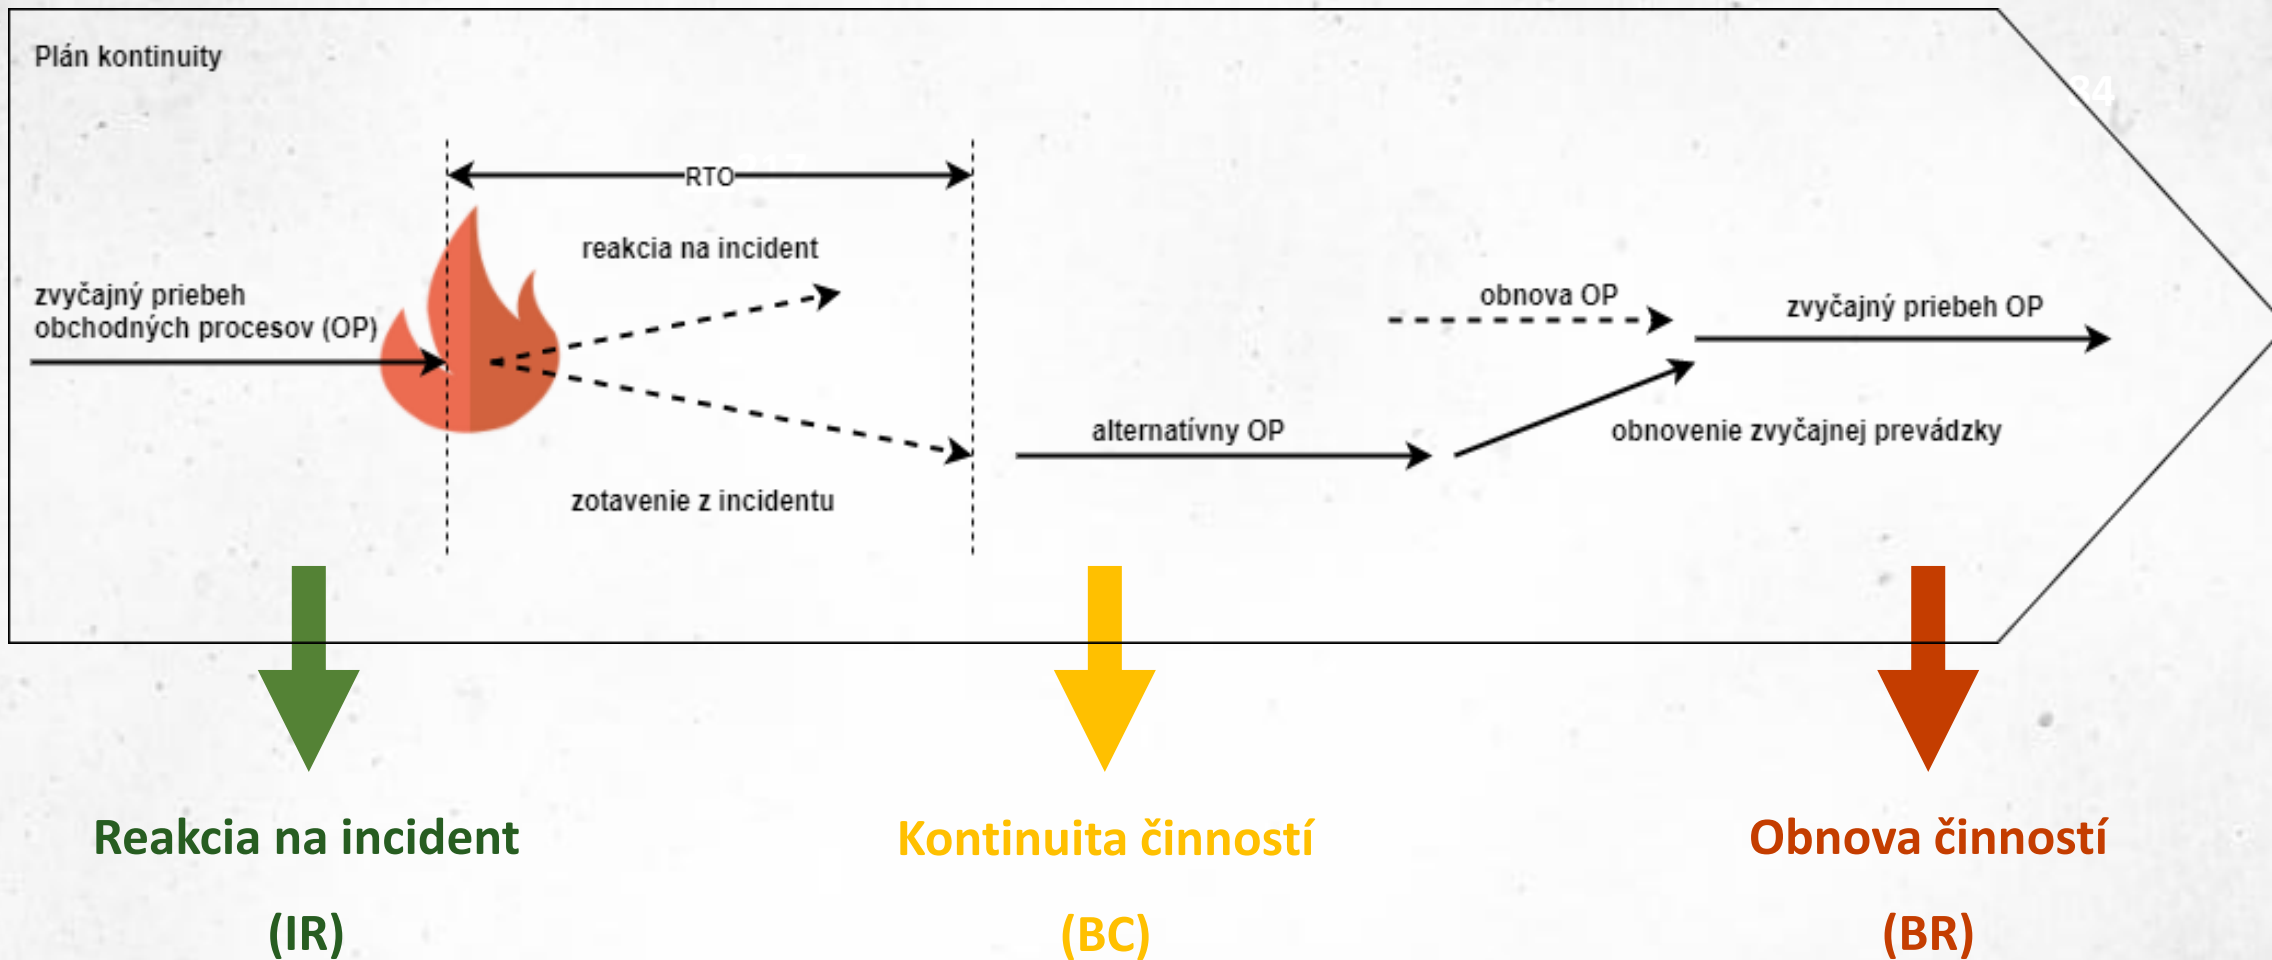 Plán kontinuity
84
RTO
reakcia na incident
zvyčajný priebeh
obchodných procesov (OP)
obnova OP
zvyčajný priebeh OP
alternatívny OP
obnovenie zvyčajnej prevádzky
zotavenie z incidentu
Reakcia na incident
(IR)
Kontinuita činností
(BC)
Obnova činností
(BR)